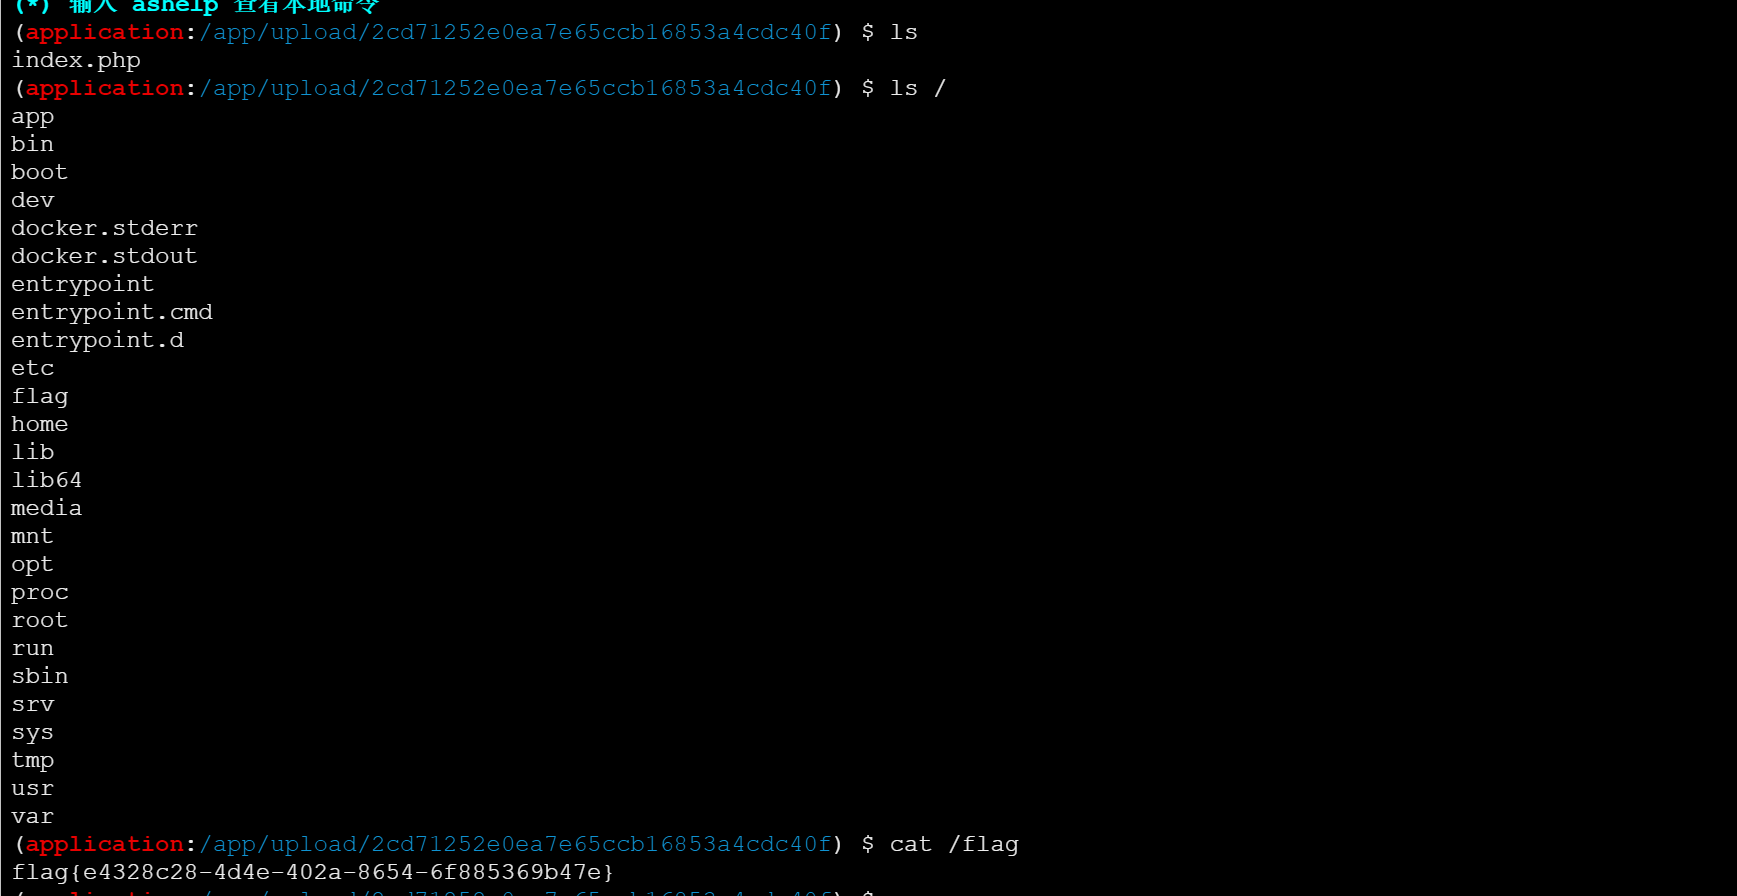 (*) 输入 ashelp 查看本地命令
(application:/app/upload/2cd71252e0ea7e65ccb16853a4cdc40f) $ ls
index.php
(application:/app/upload/2cd71252e0ea7e65ccb16853a4cdc40f) $ ls /
app
bin
boot
dev
docker.stderr
docker.stdout
entrypoint
entrypoint.cmd
entrypoint.d
etc
flag
home
lib
lib64
media
mnt
opt
proc
root
run
sbin
srv
sys
tmp
usr
var
(application:/app/upload/2cd71252e0ea7e65ccb16853a4cdc40f) $ cat /flag
flag{e4328c28-4d4e-402a-8654-6f885369b47e}